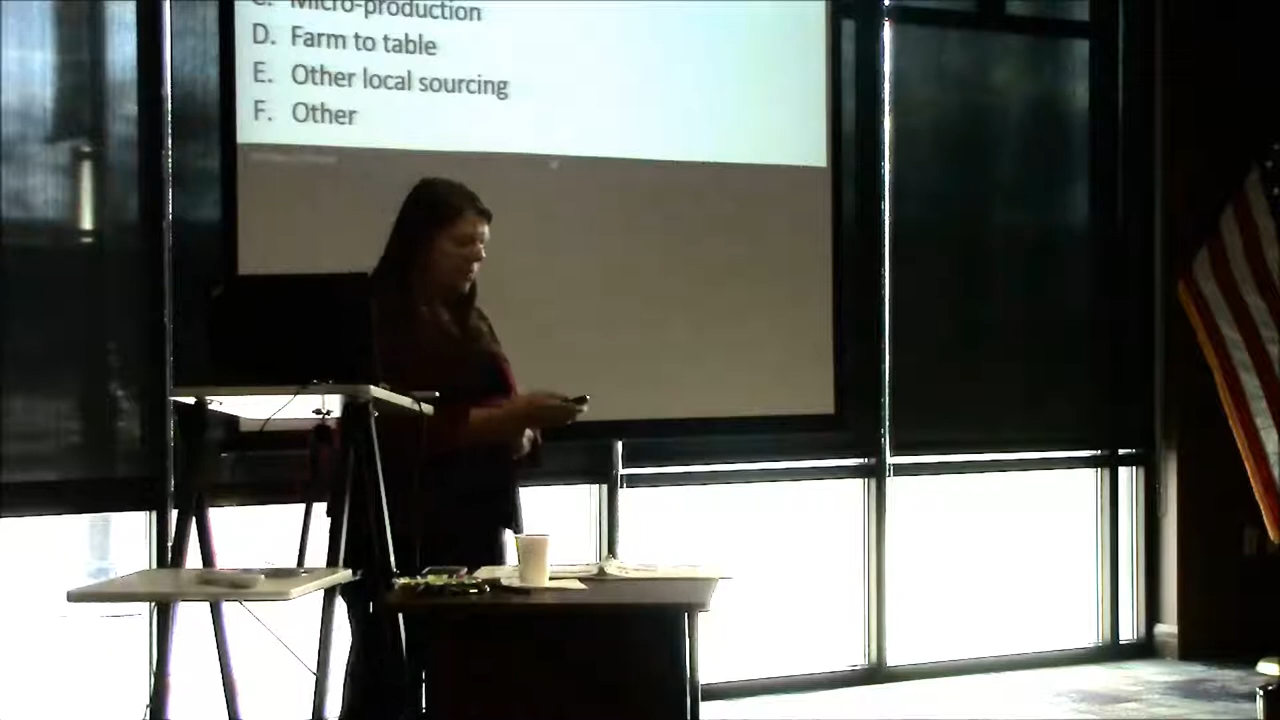 C. Micro-production
D. Farm to table
E. Other local sourcing
F. Other